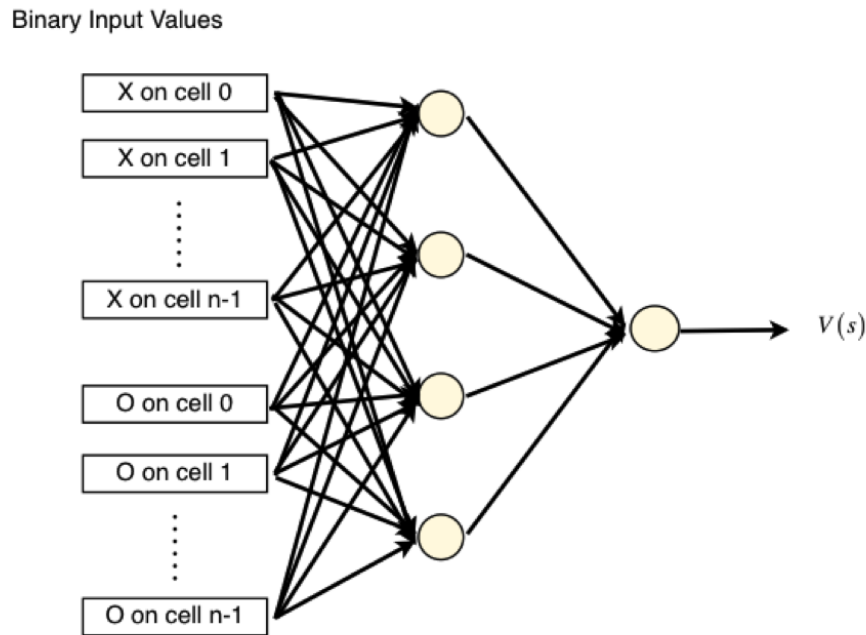 Binary Input Values
X on cell 0
X on cell 1
X on cell n-1
O on cell 0
O on cell 1
O on cell n-1
V(s)